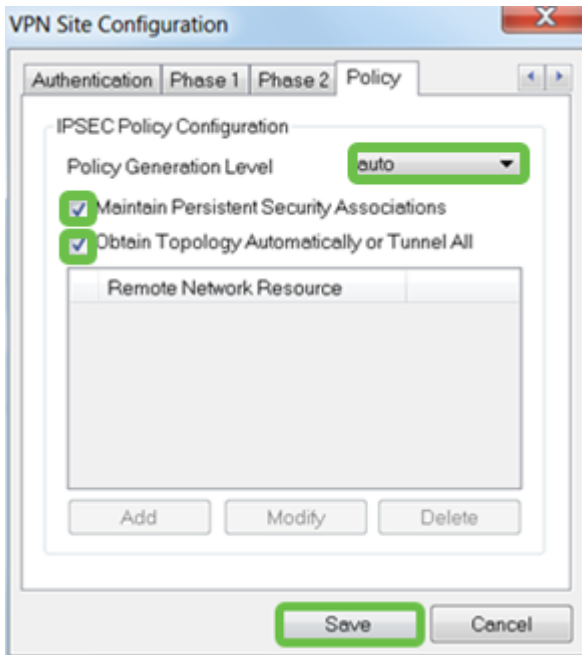 VPN Site Configuration
Authentication Phase 1 Phase 2 Policy
IPSEC Policy Configuration
Policy Generation Level auto
Maintain Persistent Security Associations
Obtain Topology Automatically or Tunnel All
Remote Network Resource
Add Modify Delete
Save Cancel